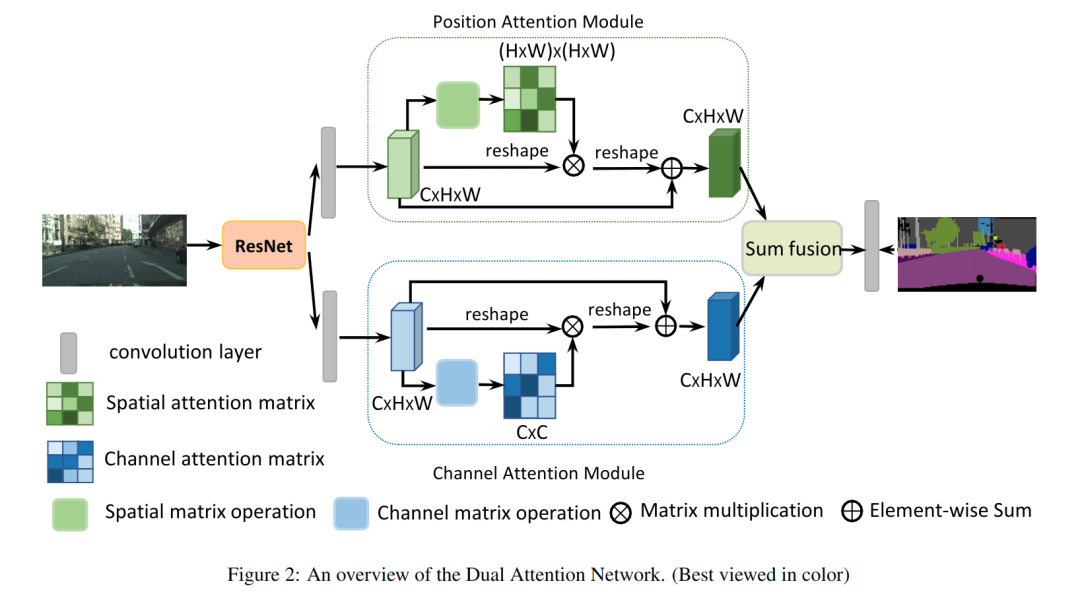 Position Attention Module
(HxW)x(HxW)
CxHxW
reshape
reshape
CxHxW
ResNet
Sum fusion
reshape
reshape
CxHxW
CxHxW
CxC
Channel Attention Module
convolution layer
Spatial attention matrix
Channel attention matrix
Spatial matrix operation
Channel matrix operation
Matrix multiplication
Element-wise Sum
Figure 2: An overview of the Dual Attention Network. (Best viewed in color)